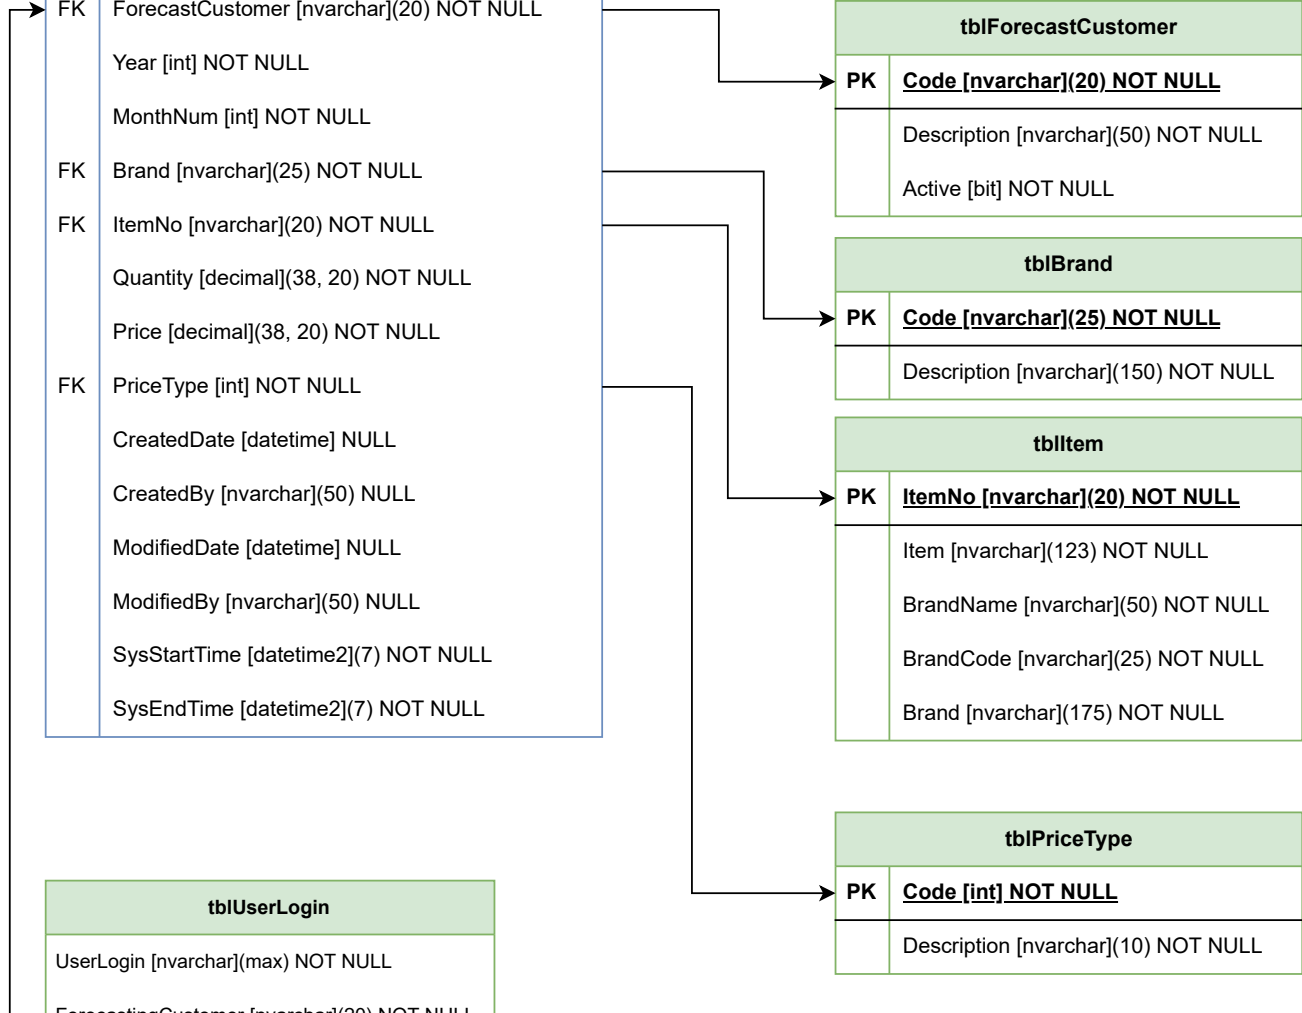 FK ForecastCustomer [nvarchar](20) NOT NULL
Year [int] NOT NULL
MonthNum [int] NOT NULL
FK Brand [nvarchar](25) NOT NULL
FK ItemNo [nvarchar](20) NOT NULL
Quantity [decimal](38, 20) NOT NULL
Price [decimal](38, 20) NOT NULL
FK PriceType [int] NOT NULL
CreatedDate [datetime] NULL
CreatedBy [nvarchar](50) NULL
ModifiedDate [datetime] NULL
ModifiedBy [nvarchar](50) NULL
SysStartTime [datetime2](7) NOT NULL
SysEndTime [datetime2](7) NOT NULL
tblForecastCustomer
PK Code [nvarchar](20) NOT NULL
Description [nvarchar](50) NOT NULL
Active [bit] NOT NULL
tblBrand
PK Code [nvarchar](25) NOT NULL
Description [nvarchar](150) NOT NULL
tblItem
PK ItemNo [nvarchar](20) NOT NULL
Item [nvarchar](123) NOT NULL
BrandName [nvarchar](50) NOT NULL
BrandCode [nvarchar](25) NOT NULL
Brand [nvarchar](175) NOT NULL
tblPriceType
PK Code [int] NOT NULL
Description [nvarchar](10) NOT NULL
tblUserLogin
UserLogin [nvarchar](max) NOT NULL
ForecastingCustomer [nvarchar](20) NOT NULL